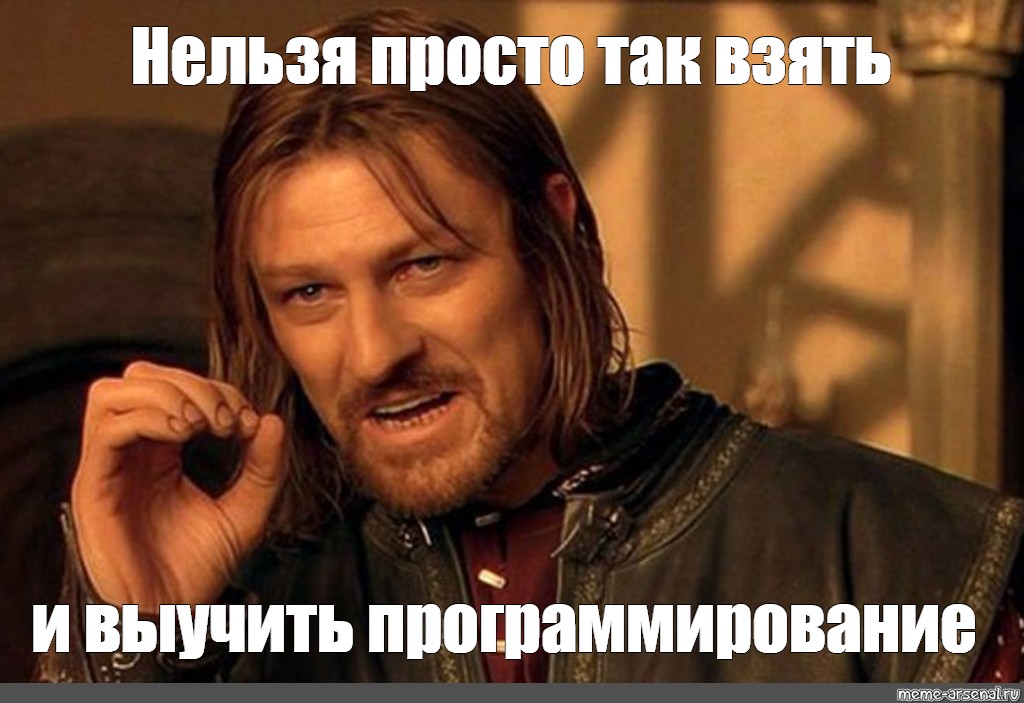 Нельзя просто так взять
и выучить программирование
meme-arsenal.ru